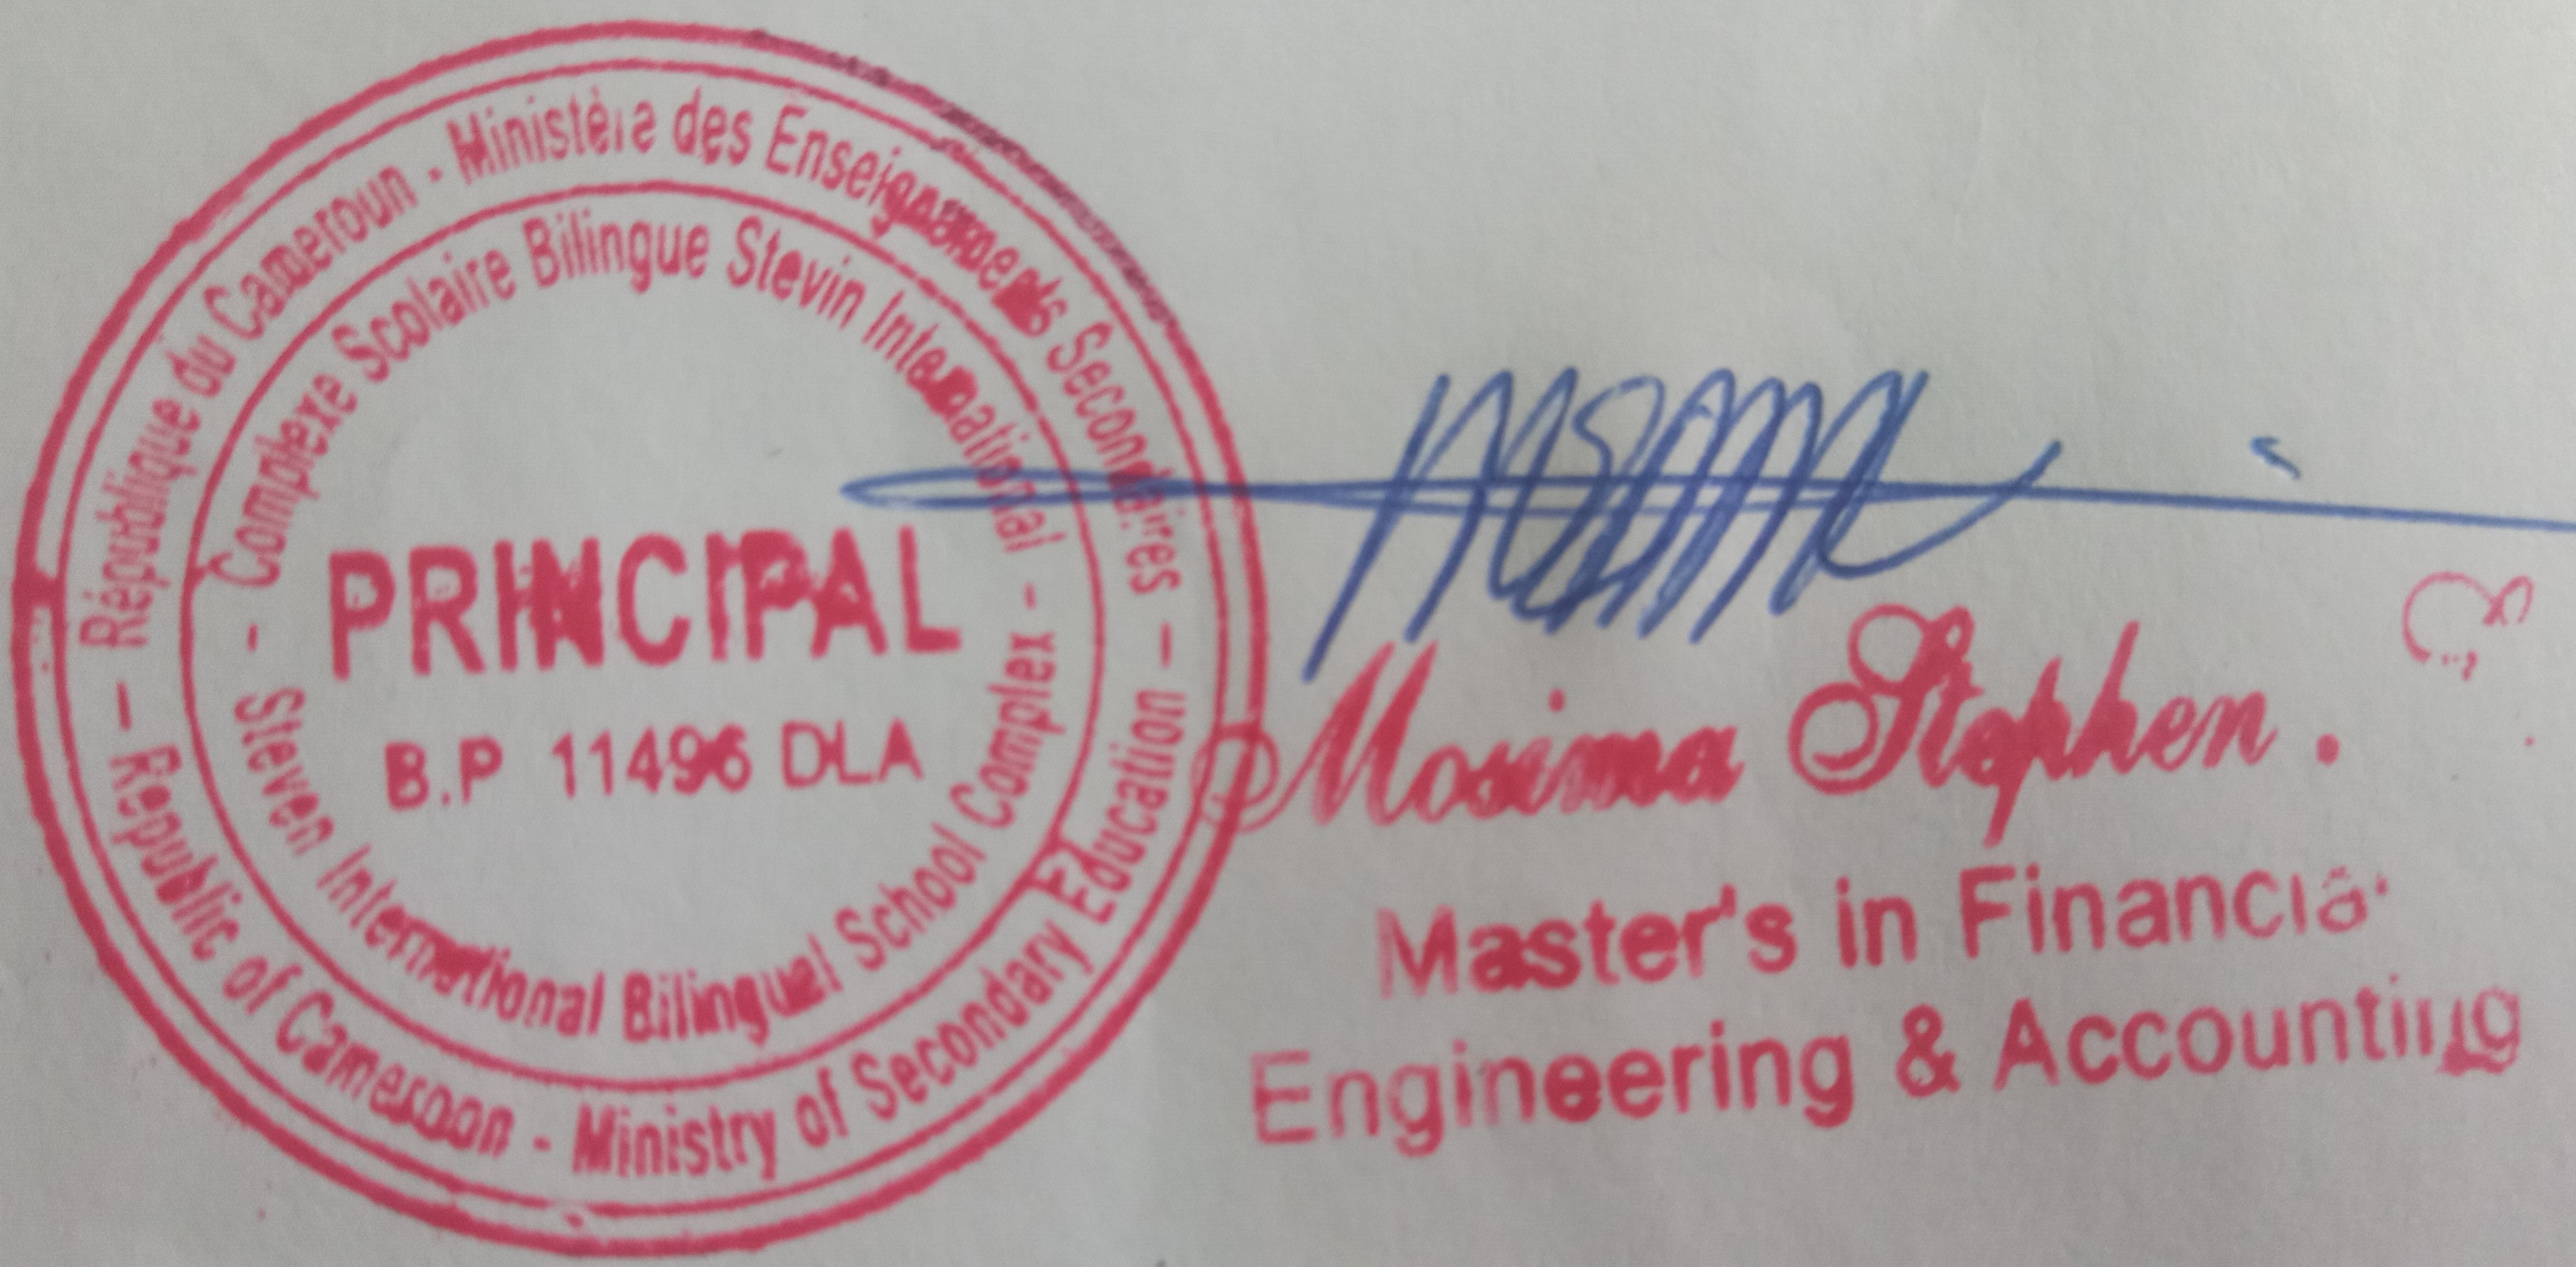 – République du Cameroun - Ministère des Enseignements Secondaires –
- Complexe Scolaire Bilingue Stevin International -
PRINCIPAL
B.P 11496 DLA
Steven International Bilingual School Complex
– Republic of Cameroon - Ministry of Secondary Education
Mosima Stephen.
Master's in Financial
Engineering & Accounting